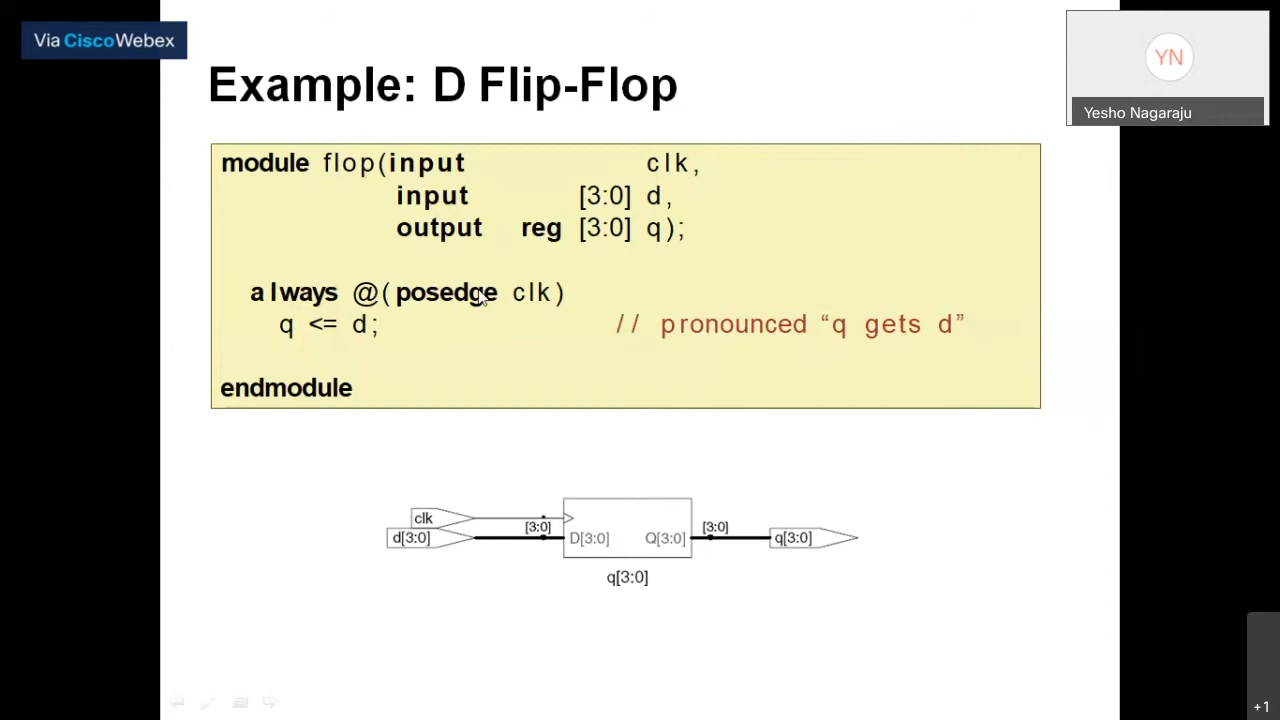 Via CiscoWebex
YN
Yesho Nagaraju
Example: D Flip-Flop
module flop(input clk,
input [3:0] d,
output reg [3:0] q);
always @(posedge clk)
q <= d; // pronounced “q gets d”
endmodule
clk
[3:0] [3:0]
d[3:0] D[3:0] Q[3:0] q[3:0]
q[3:0]
+1